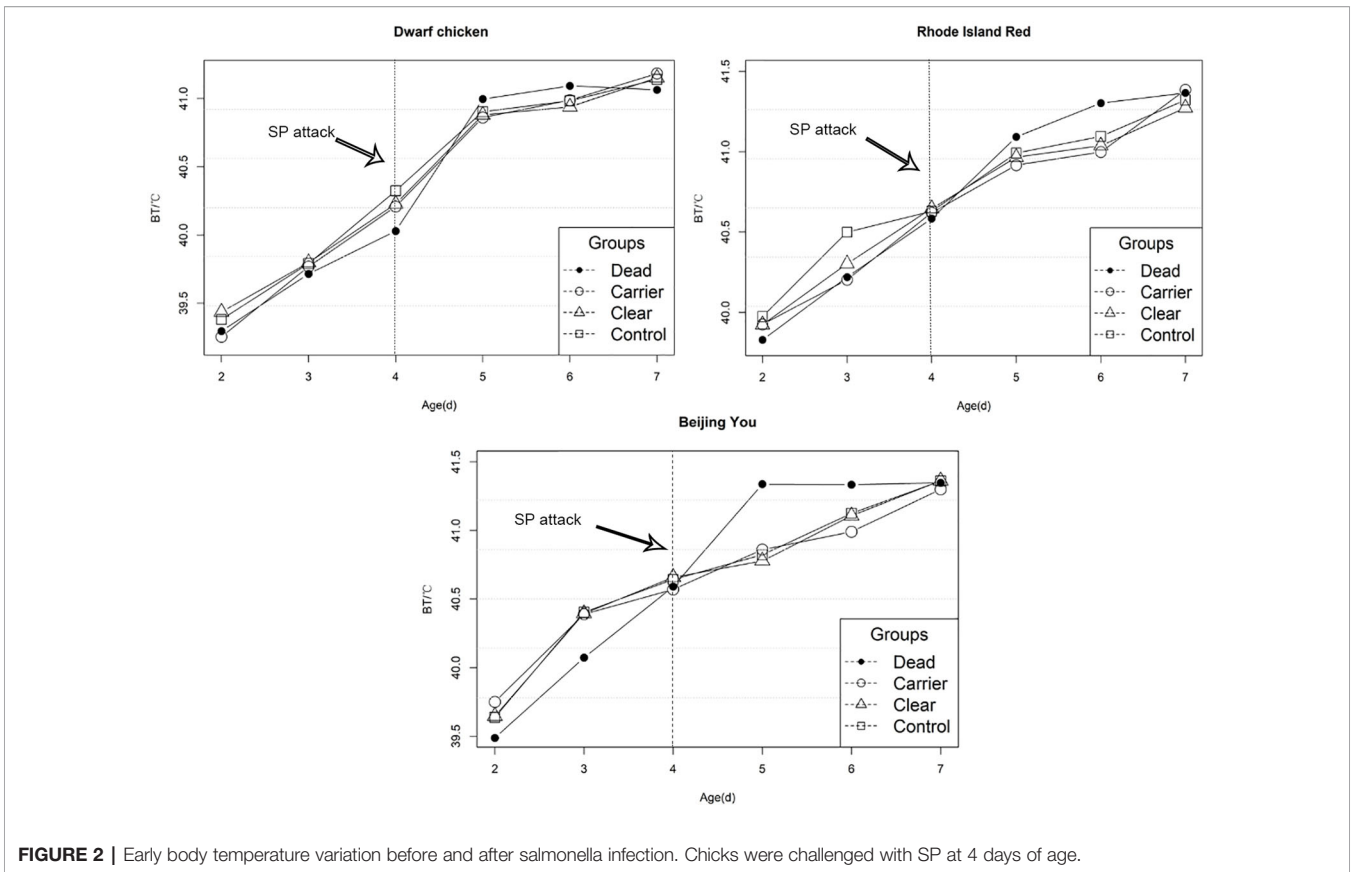 Dwarf chicken
41.0
40.5
40.0
39.5
BT/℃
SP attack
Groups
Dead
Carrier
Clear
Control
2 3 4 5 6 7
Age(d)
Rhode Island Red
41.5
41.0
40.5
40.0
BT/℃
SP attack
Groups
Dead
Carrier
Clear
Control
2 3 4 5 6 7
Age(d)
Beijing You
41.5
41.0
40.5
40.0
39.5
BT/℃
SP attack
Groups
Dead
Carrier
Clear
Control
2 3 4 5 6 7
Age(d)
FIGURE 2 | Early body temperature variation before and after salmonella infection. Chicks were challenged with SP at 4 days of age.